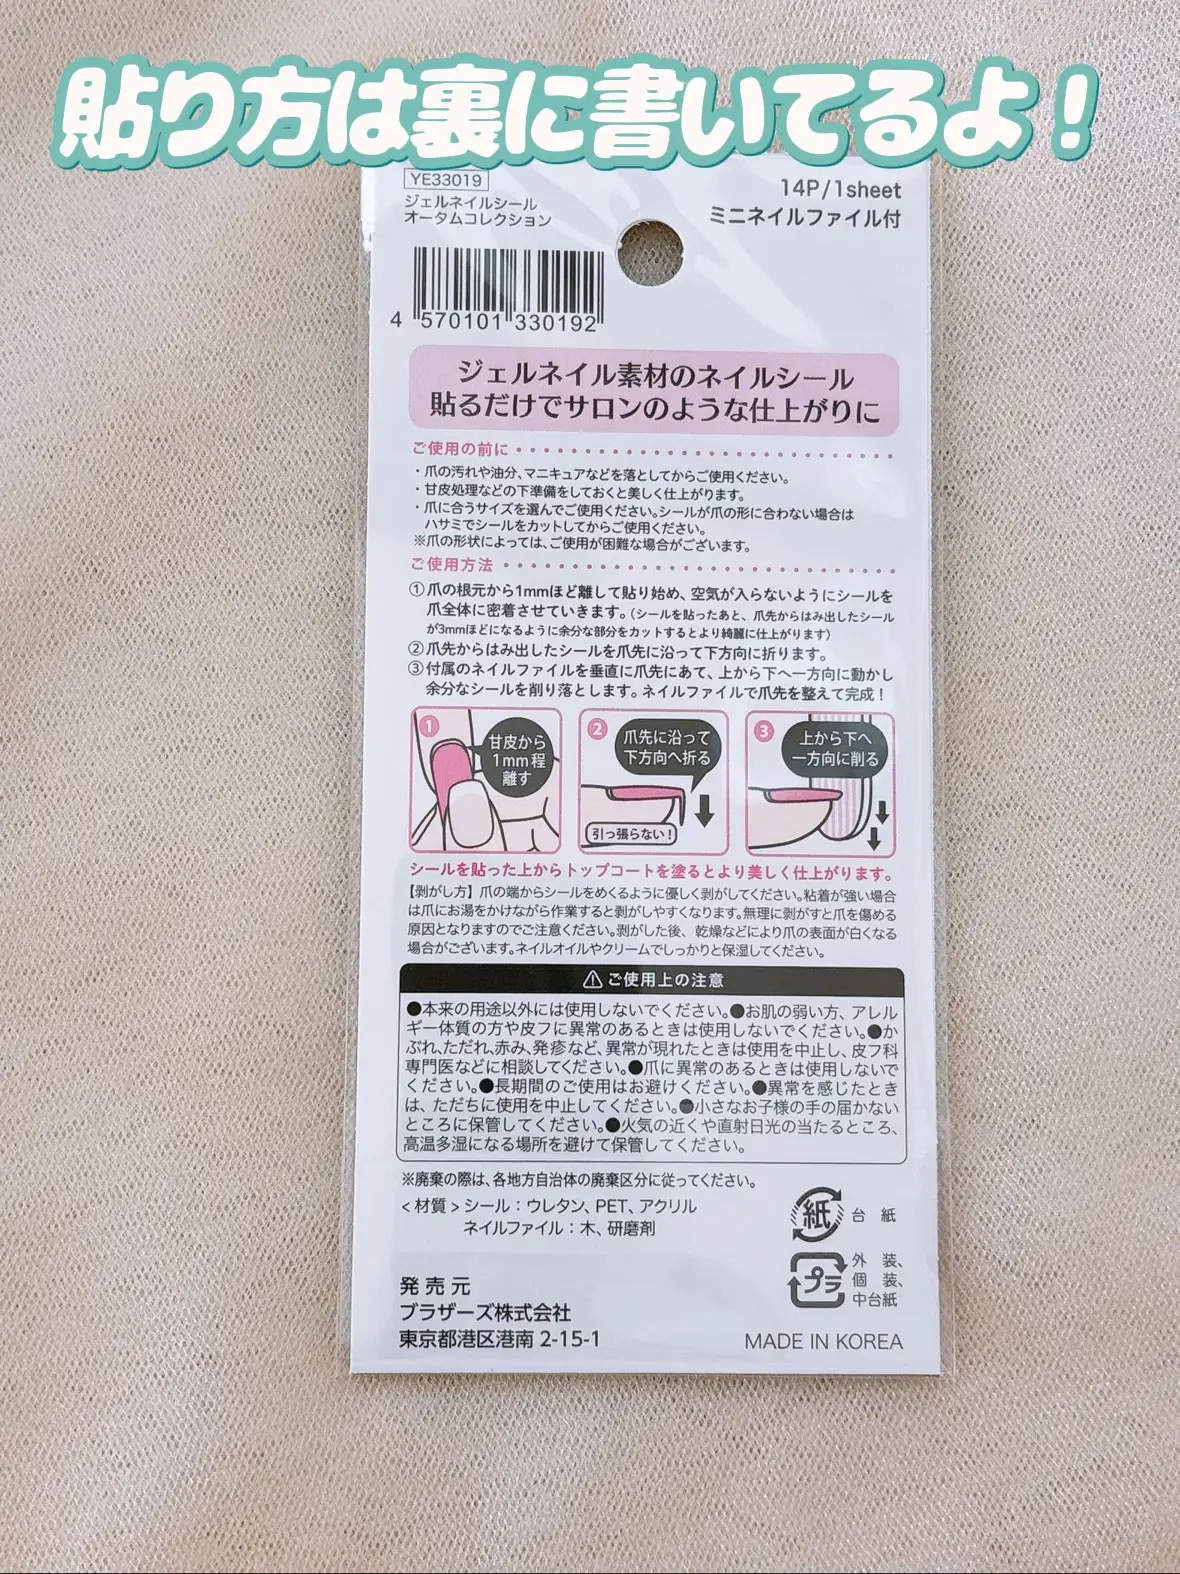 貼り方は裏に書いてるよ！
YE33019
ジェルネイルシール
オータムコレクション
14P/1sheet
ミニネイルファイル付
4 570101 330192
ジェルネイル素材のネイルシール
貼るだけでサロンのような仕上がりに
ご使用の前に
・爪の汚れや油分、マニキュアなどを落としてからご使用ください。
・甘皮処理などの下準備をしておくと美しく仕上がります。
・爪に合うサイズを選んでご使用ください。シールが爪の形に合わない場合は
ハサミでシールをカットしてからご使用ください。
※爪の形状によっては、ご使用が困難な場合がございます。
ご使用方法
①爪の根元から1mmほど離して貼り始め、空気が入らないようにシールを
爪全体に密着させていきます。(シールを貼ったあと、爪先からはみ出したシール
が3mmほどになるように余分な部分をカットするとより綺麗に仕上がります)
②爪先からはみ出したシールを爪先に沿って下方向に折ります。
③付属のネイルファイルを垂直に爪先にあて、上から下へ一方向に動かし
余分なシールを削り落とします。ネイルファイルで爪先を整えて完成！
1
甘皮から
1mm程
離す
2
爪先に沿って
下方向へ折る
引っ張らない！
3
上から下へ
一方向に削る
シールを貼った上からトップコートを塗るとより美しく仕上がります。
【剥がし方】爪の端からシールをめくるように優しく剥がしてください。粘着が強い場合
は爪にお湯をかけながら作業すると剥がしやすくなります。無理に剥がすと爪を傷める
原因となりますのでご注意ください。剥がした後、乾燥などにより爪の表面が白くなる
場合がございます。ネイルオイルやクリームでしっかりと保湿してください。
⚠ご使用上の注意
●本来の用途以外には使用しないでください。●お肌の弱い方、アレル
ギー体質の方や皮フに異常のあるときは使用しないでください。●か
ぶれ、ただれ、赤み、発疹など、異常が現れたときは使用を中止し、皮フ科
専門医などに相談してください。●爪に異常のあるときは使用しないで
ください。●長期間のご使用はお避けください。●異常を感じたとき
は、ただちに使用を中止してください。●小さなお子様の手の届かない
ところに保管してください。●火気の近くや直射日光の当たるところ、
高温多湿になる場所を避けて保管してください。
※廃棄の際は、各地方自治体の廃棄区分に従ってください。
<材質>シール：ウレタン、PET、アクリル
ネイルファイル：木、研磨剤
紙 台 紙
プラ 外 装、
個 装、
中台紙
発売元
ブラザーズ株式会社
東京都港区港南 2-15-1
MADE IN KOREA